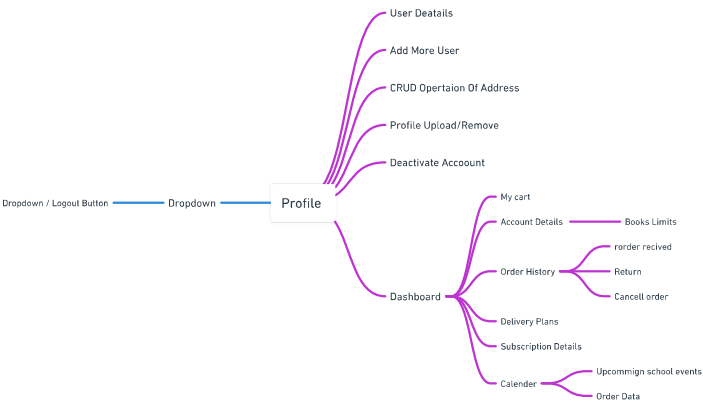 User Deatails
Add More User
CRUD Opertaion Of Address
Profile Upload/Remove
Deactivate Accoount
Dropdown / Logout Button
Dropdown
Profile
My cart
Account Details
Books Limits
rorder recived
Order History
Return
Cancell order
Dashboard
Delivery Plans
Subscription Details
Calender
Upcommign school events
Order Data